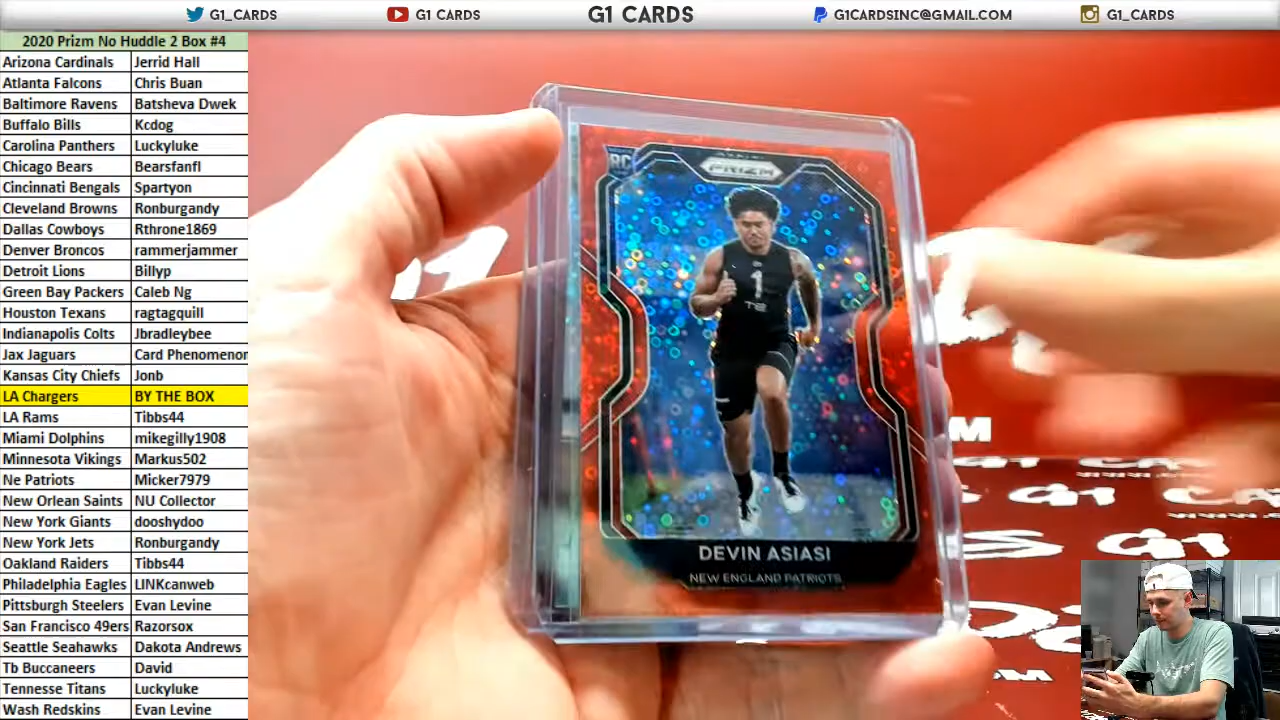 G1_CARDS
G1 CARDS
G1 CARDS
G1CARDSINC@GMAIL.COM
G1_CARDS
2020 Prizm No Huddle 2 Box #4
Arizona Cardinals Jerrid Hall
Atlanta Falcons Chris Buan
Baltimore Ravens Batsheva Dwek
Buffalo Bills Kcdog
Carolina Panthers Luckyluke
Chicago Bears Bearsfanfl
Cincinnati Bengals Spartyon
Cleveland Browns Ronburgandy
Dallas Cowboys Rthrone1869
Denver Broncos rammerjammer
Detroit Lions Billyp
Green Bay Packers Caleb Ng
Houston Texans ragtagquill
Indianapolis Colts Jbradleybee
Jax Jaguars Card Phenomenon
Kansas City Chiefs Jonb
LA Chargers BY THE BOX
LA Rams Tibbs44
Miami Dolphins mikegilly1908
Minnesota Vikings Markus502
Ne Patriots Micker7979
New Orlean Saints NU Collector
New York Giants dooshydoo
New York Jets Ronburgandy
Oakland Raiders Tibbs44
Philadelphia Eagles LINKcanweb
Pittsburgh Steelers Evan Levine
San Francisco 49ers Razorsox
Seattle Seahawks Dakota Andrews
Tb Buccaneers David
Tennesse Titans Luckyluke
Wash Redskins Evan Levine
RC
PRIZM
1
TE
DEVIN ASIASI
NEW ENGLAND PATRIOTS